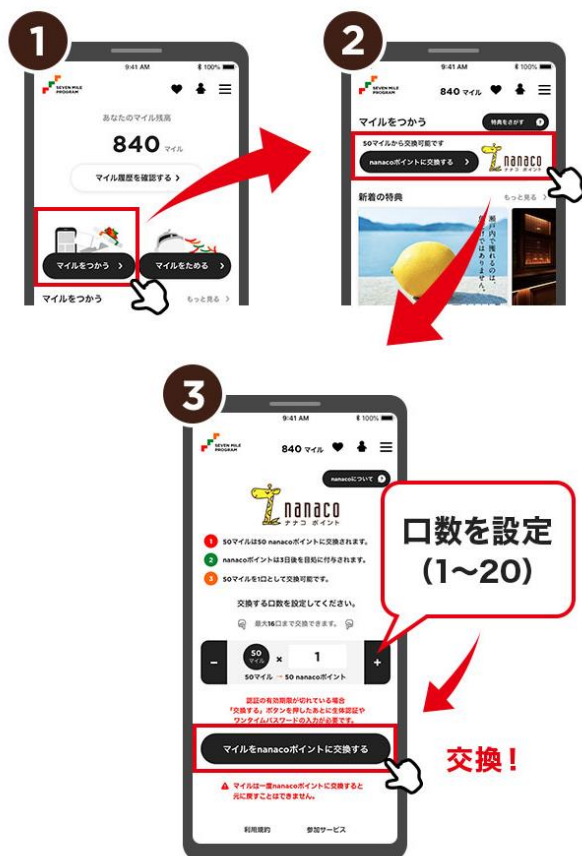 1
9:41 AM
100%
SEVEN MILE
PROGRAM
あなたのマイル残高
840 マイル
マイル履歴を確認する >
マイルをつかう >
マイルをためる >
マイルをつかう
もっと見る >
2
9:41 AM
100%
SEVEN MILE
PROGRAM
840 マイル
マイルをつかう
特典をさがす
50マイルから交換可能です
nanacoポイントに交換する >
nanaco
ナナコ ポイント
新着の特典
もっと見る >
瀬戸内で獲れるのは、
魚だけではありません。
3
9:41 AM
100%
SEVEN MILE
PROGRAM
840 マイル
nanacoについて
nanaco
ナナコ ポイント
1 50マイルは50 nanacoポイントに交換されます。
2 nanacoポイントは3日後を目処に付与されます。
3 50マイルを1口として交換可能です。
交換する口数を設定してください。
最大16口まで交換できます。
- 50 マイル × 1 +
50マイル → 50 nanacoポイント
認証の有効期限が切れている場合
「交換する」ボタンを押したあとに生体認証や
ワンタイムパスワードの入力が必要です。
マイルをnanacoポイントに交換する
マイルは一度nanacoポイントに交換すると
元に戻すことはできません。
利用規約 参加サービス
口数を設定
(1〜20)
交換！